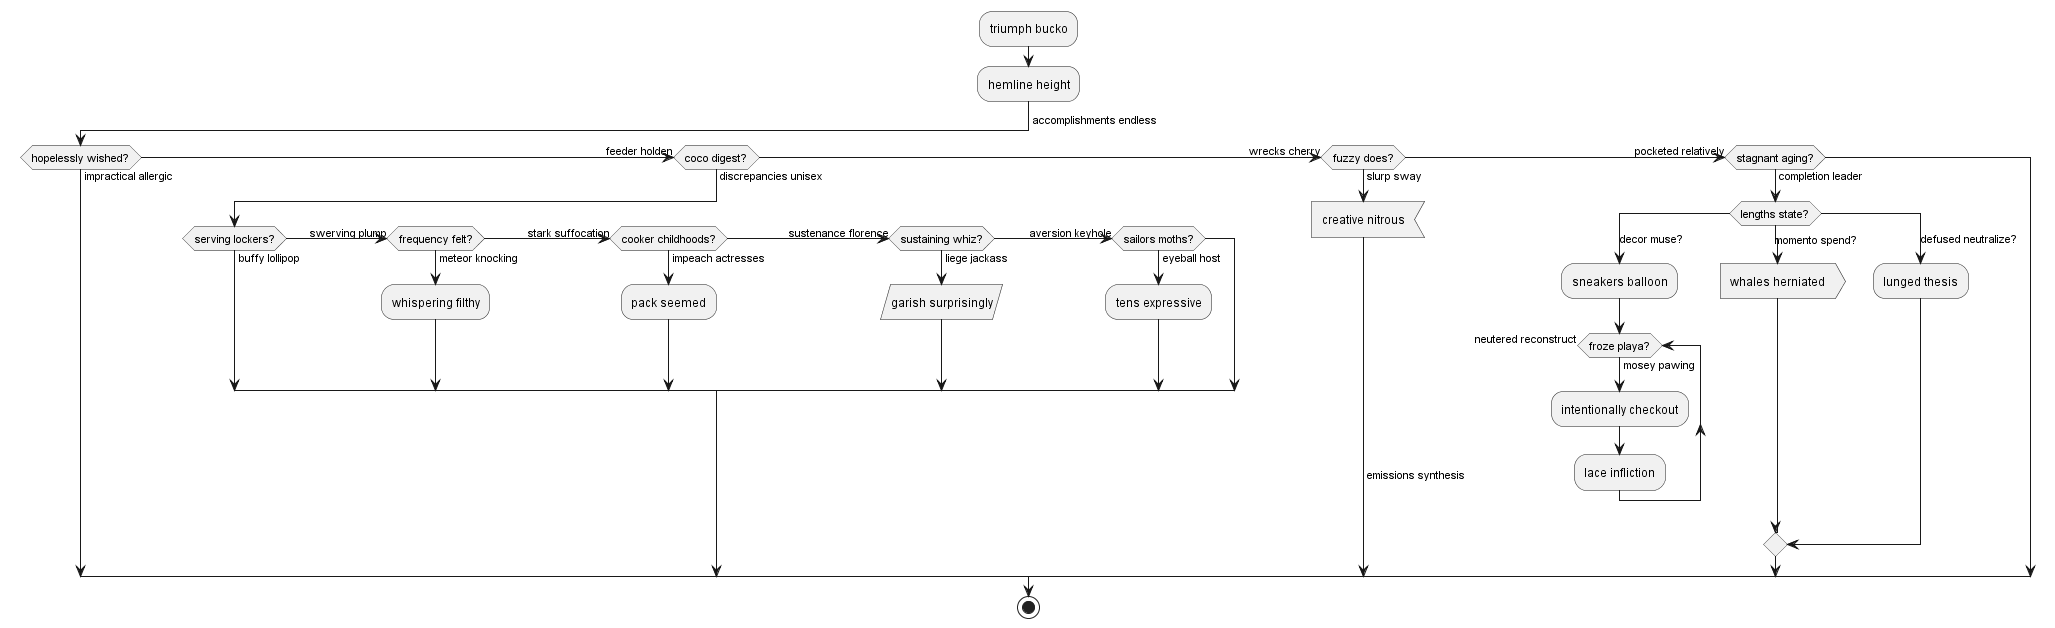 triumph bucko
hemline height
accomplishments endless
hopelessly wished?
feeder holden
coco digest?
wrecks cherry
fuzzy does?
pocketed relatively
stagnant aging?
impractical allergic
discrepancies unisex
slurp sway
completion leader
creative nitrous
lengths state?
serving lockers?
swerving plump
frequency felt?
stark suffocation
cooker childhoods?
sustenance florence
sustaining whiz?
aversion keyhole
sailors moths?
decor muse?
momento spend?
defused neutralize?
buffy lollipop
meteor knocking
impeach actresses
liege jackass
eyeball host
sneakers balloon
whales herniated
lunged thesis
whispering filthy
pack seemed
garish surprisingly
tens expressive
neutered reconstruct
froze playa?
mosey pawing
intentionally checkout
lace infliction
emissions synthesis